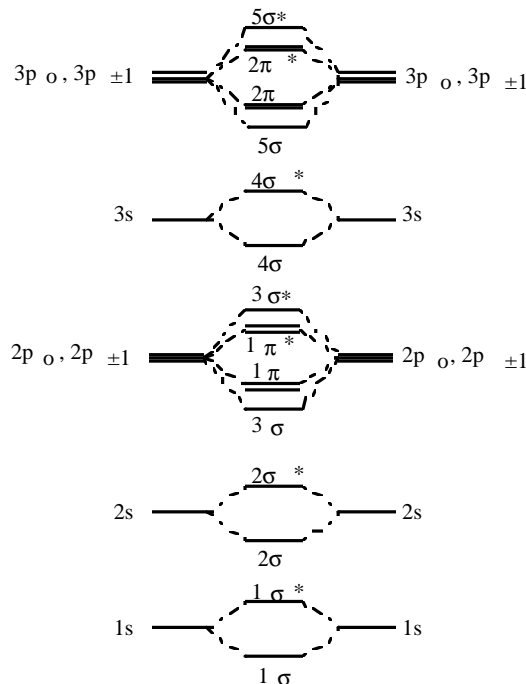 5σ*
2π *
3p o , 3p ±1
3p o , 3p ±1
2π
5σ
4σ *
3s
3s
4σ
3 σ*
1 π *
2p o , 2p ±1
2p o, 2p ±1
1 π
3 σ
2σ *
2s
2s
2σ
1 σ *
1s
1s
1 σ